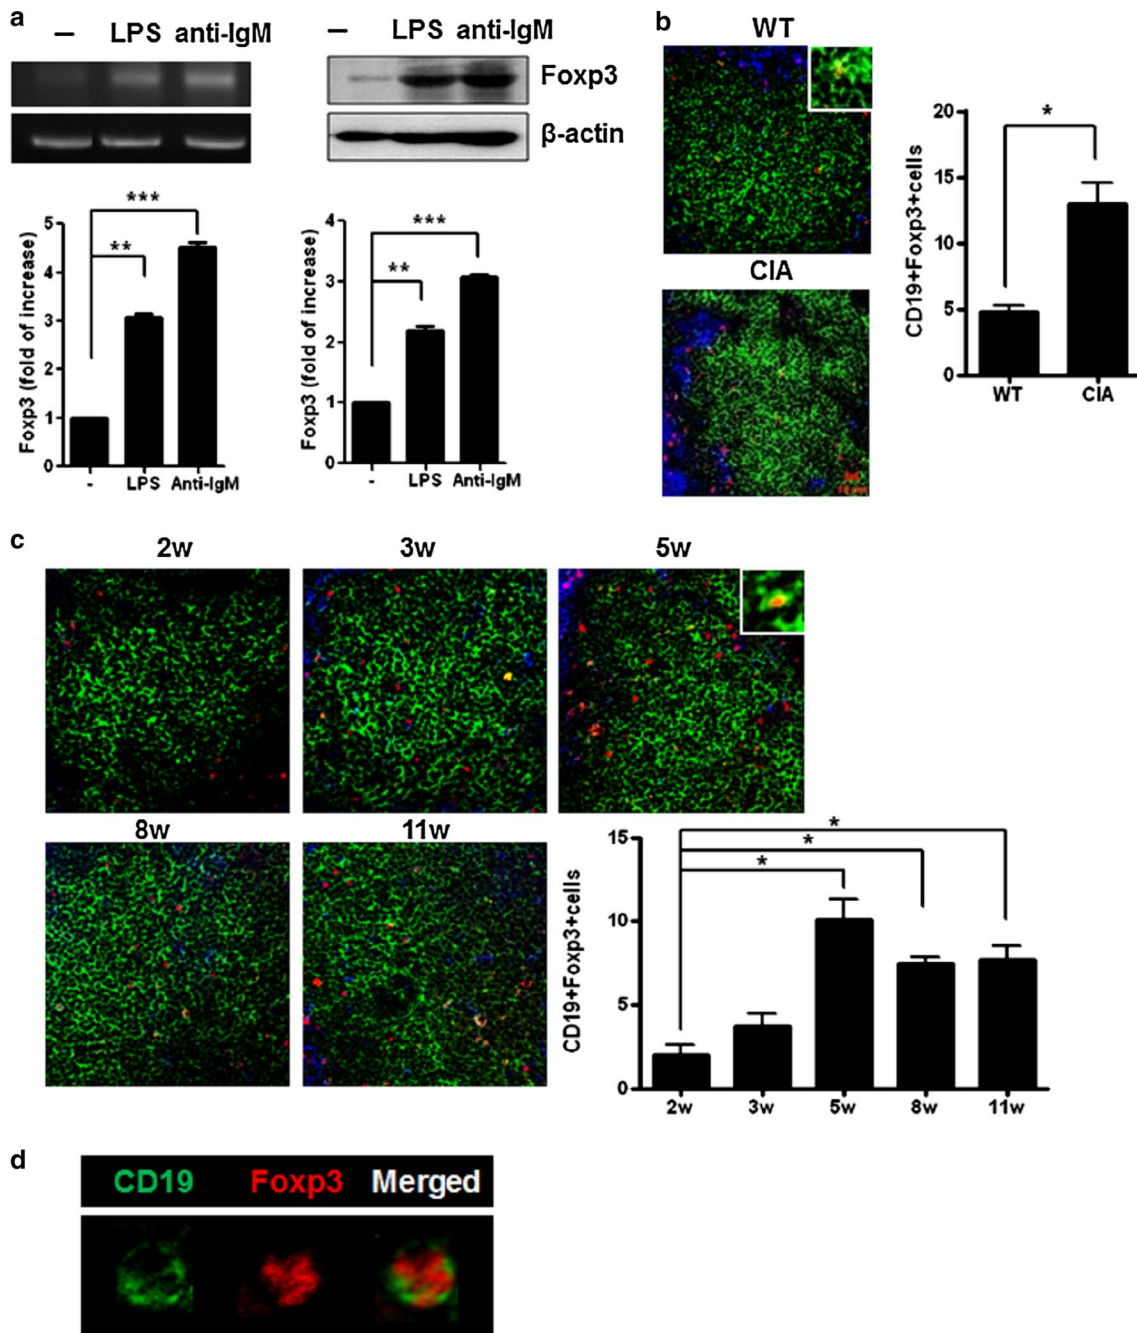 a
– LPS anti-IgM
– LPS anti-IgM
Foxp3
β-actin
Foxp3 (fold of increase)
5
4
3
2
1
0
**
***
- LPS Anti-IgM
Foxp3 (fold of increase)
4
3
2
1
0
**
***
- LPS Anti-IgM
b
WT
CIA
CD19+Foxp3+cells
20
15
10
5
0
*
WT CIA
c
2w 3w 5w
8w 11w
CD19+Foxp3+cells
15
10
5
0
*
*
*
2w 3w 5w 8w 11w
d
CD19 Foxp3 Merged